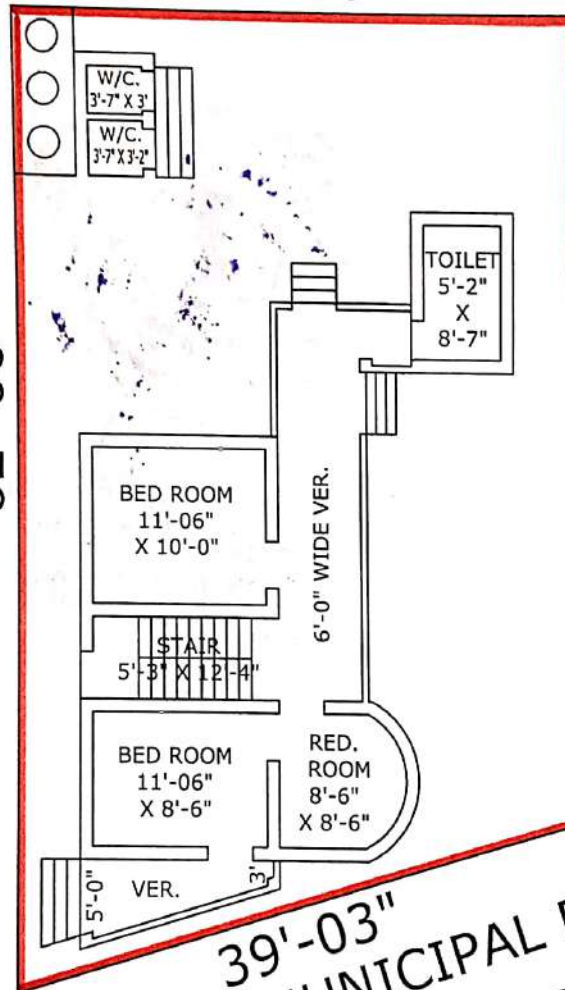 W/C.
3'-7" X 3'
W/C.
3'-7" X 3'-2"
TOILET
5'-2"
X
8'-7"
BED ROOM
11'-06"
X 10'-0"
6'-0" WIDE VER.
STAIR
5'-3" X 12'-4"
BED ROOM
11'-06"
X 8'-6"
RED.
ROOM
8'-6"
X 8'-6"
5'-0"
VER.
3'
39'-03"